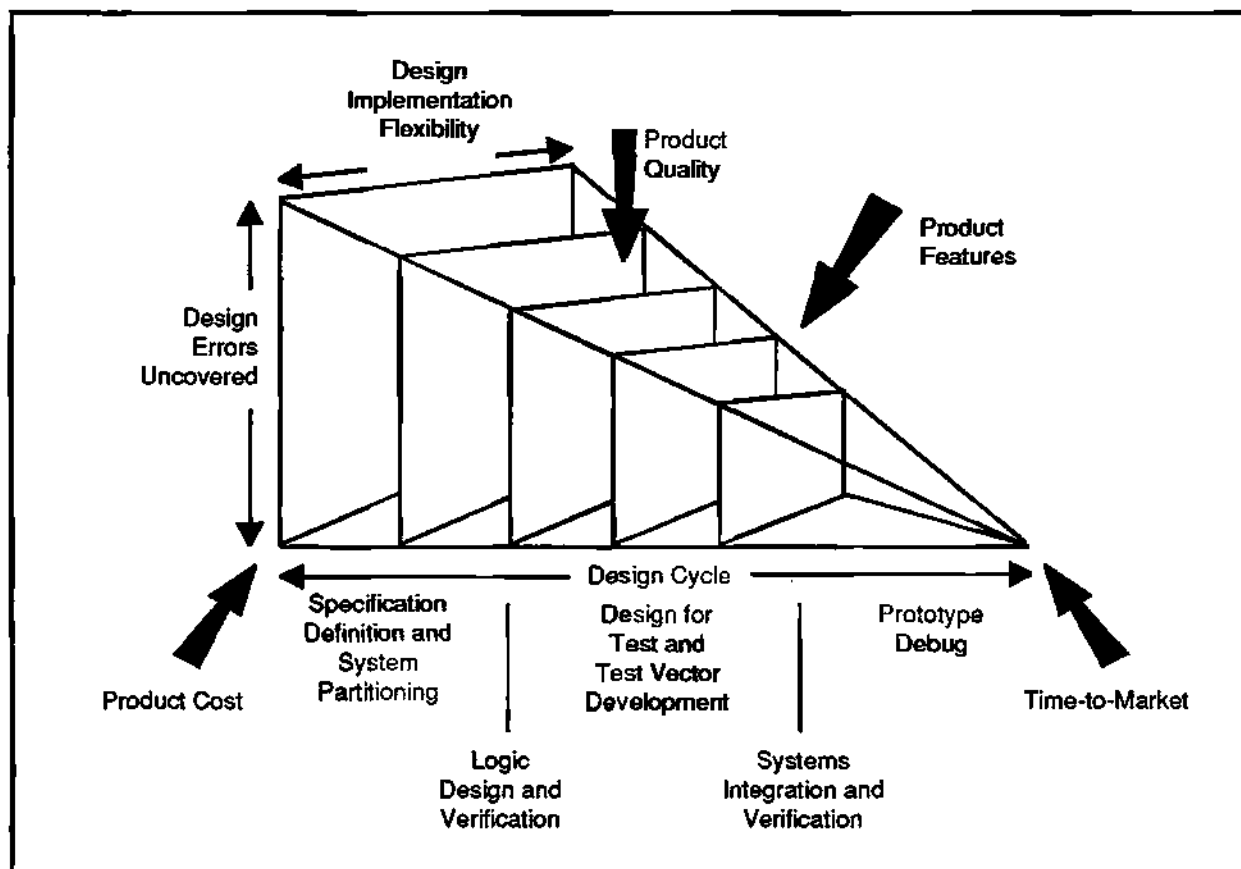 Design
Implementation
Flexibility
Product
Quality
Product
Features
Design
Errors
Uncovered
Design Cycle
Specification
Definition and
System
Partitioning
Design for
Test and
Test Vector
Development
Prototype
Debug
Product Cost
Time-to-Market
Logic
Design and
Verification
Systems
Integration and
Verification